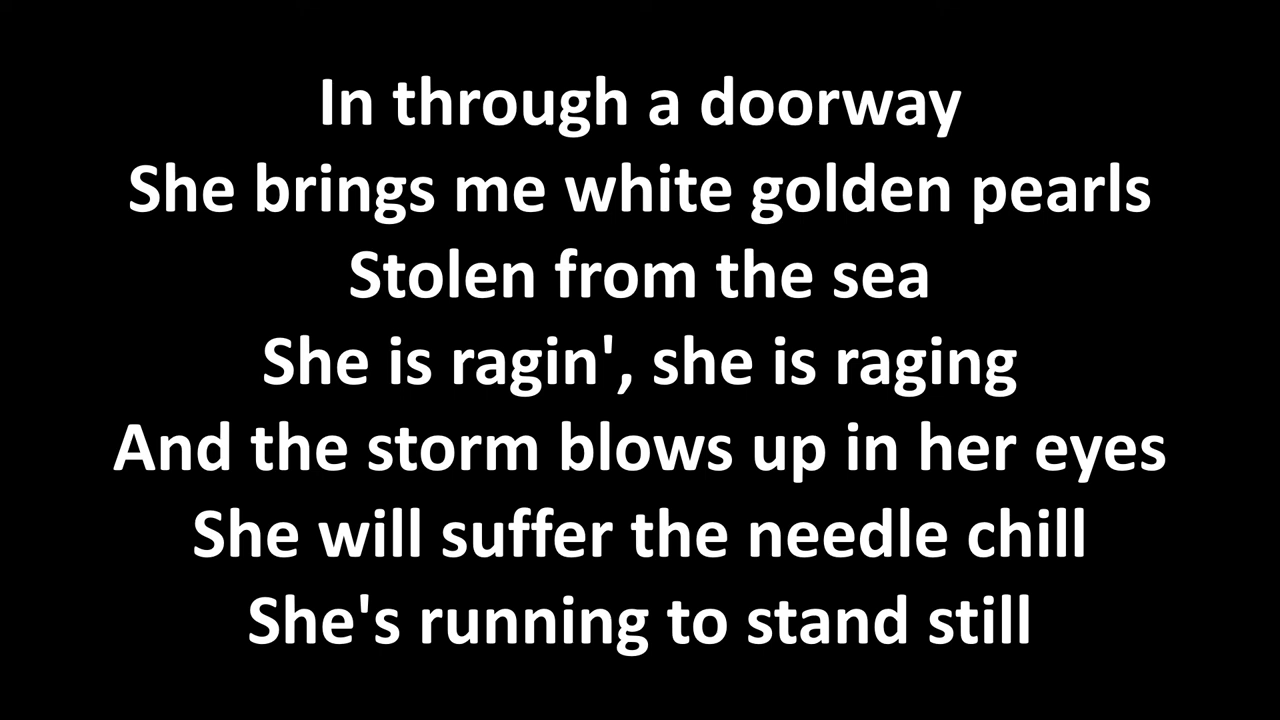 In through a doorway
She brings me white golden pearls
Stolen from the sea
She is ragin', she is raging
And the storm blows up in her eyes
She will suffer the needle chill
She's running to stand still